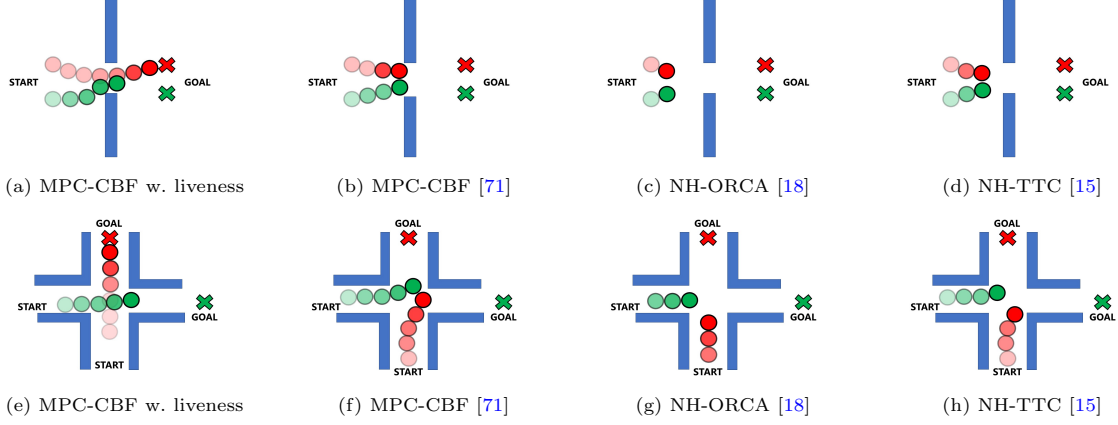 START GOAL START GOAL START GOAL START GOAL
(a) MPC-CBF w. liveness (b) MPC-CBF [71] (c) NH-ORCA [18] (d) NH-TTC [15]
GOAL GOAL GOAL GOAL
START START START START
GOAL GOAL GOAL GOAL
START START START START
(e) MPC-CBF w. liveness (f) MPC-CBF [71] (g) NH-ORCA [18] (h) NH-TTC [15]